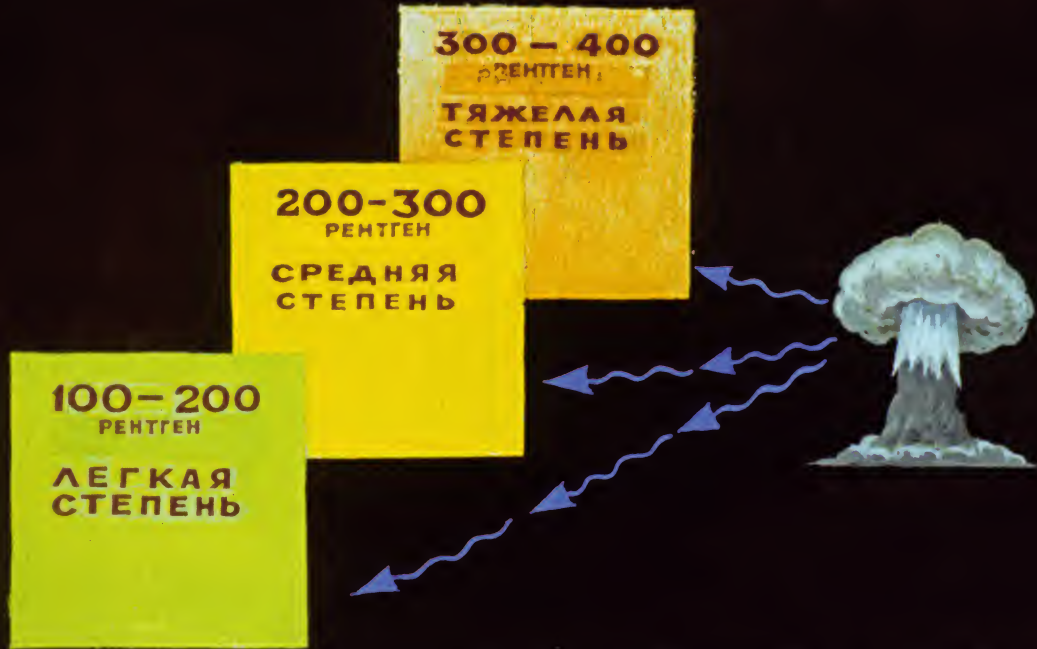 300 – 400
РЕНТГЕН
ТЯЖЕЛАЯ
СТЕПЕНЬ
200-300
РЕНТГЕН
СРЕДНЯЯ
СТЕПЕНЬ
100–200
РЕНТГЕН
ЛЕГКАЯ
СТЕПЕНЬ